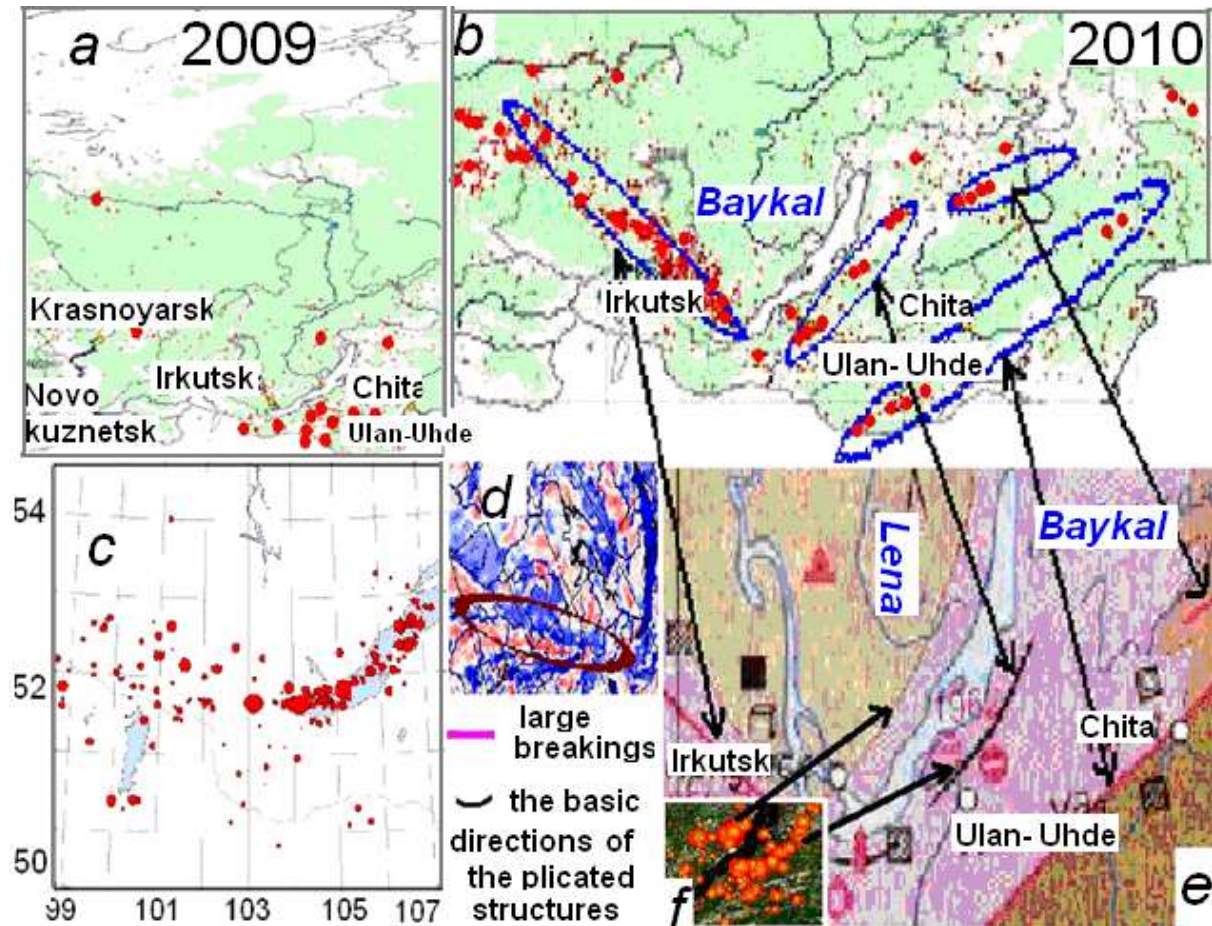 a 2009
Krasnoyarsk
Irkutsk
Novo
kuznetsk
Chita
Ulan-Uhde
b 2010
Baykal
Irkutsk
Chita
Ulan- Uhde
c
54
52
50
99 101 103 105 107
d
large
breakings
the basic
directions of
the plicated
structures
Lena
Baykal
Irkutsk
Chita
Ulan- Uhde
f
e